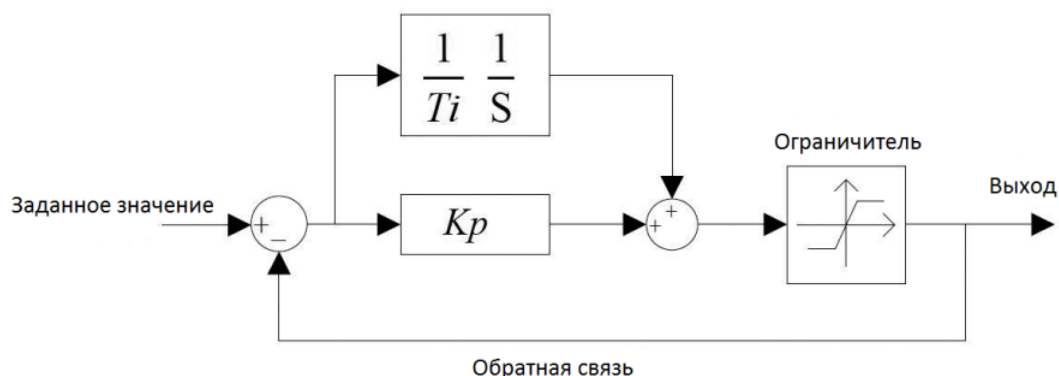 1 1
Ti S
Ограничитель
Выход
Заданное значение
+
−
Kp
+
+
Обратная связь